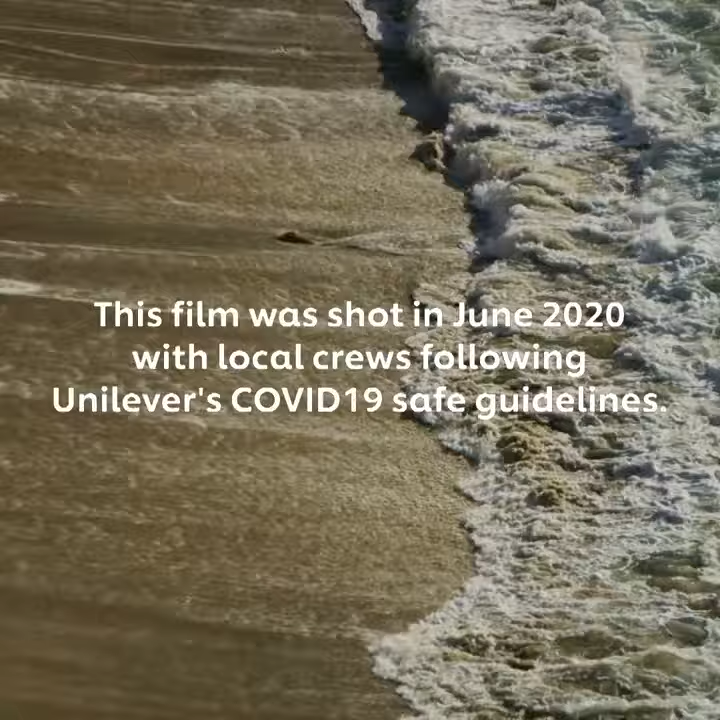 This film was shot in June 2020
with local crews following
Unilever's COVID19 safe guidelines.